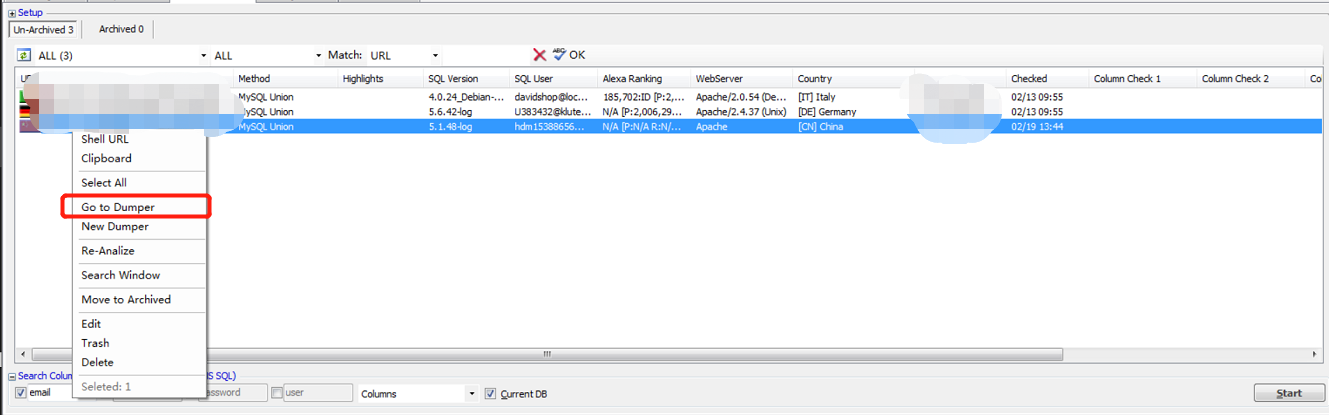 Setup
Un-Archived 3 Archived 0
ALL (3) ALL Match: URL OK
Method Highlights SQL Version SQL User Alexa Ranking WebServer Country Checked Column Check 1 Column Check 2 Co
MySQL Union 4.0.24_Debian-... davidshop@loc... 185,702:ID [P:2,... Apache/2.0.54 (De... [IT] Italy 02/13 09:55
MySQL Union 5.6.42-log U383432@klute... N/A [P:2,006,29... Apache/2.4.37 (Unix) [DE] Germany 02/13 09:55
MySQL Union 5.1.48-log hdm15388656... N/A [P:N/A R:N/... Apache [CN] China 02/19 13:44
Shell URL
Clipboard
Select All
Go to Dumper
New Dumper
Re-Analize
Search Window
Move to Archived
Edit
Trash
Delete
Seleted: 1
Search Colum S SQL)
email assword user Columns Current DB Start